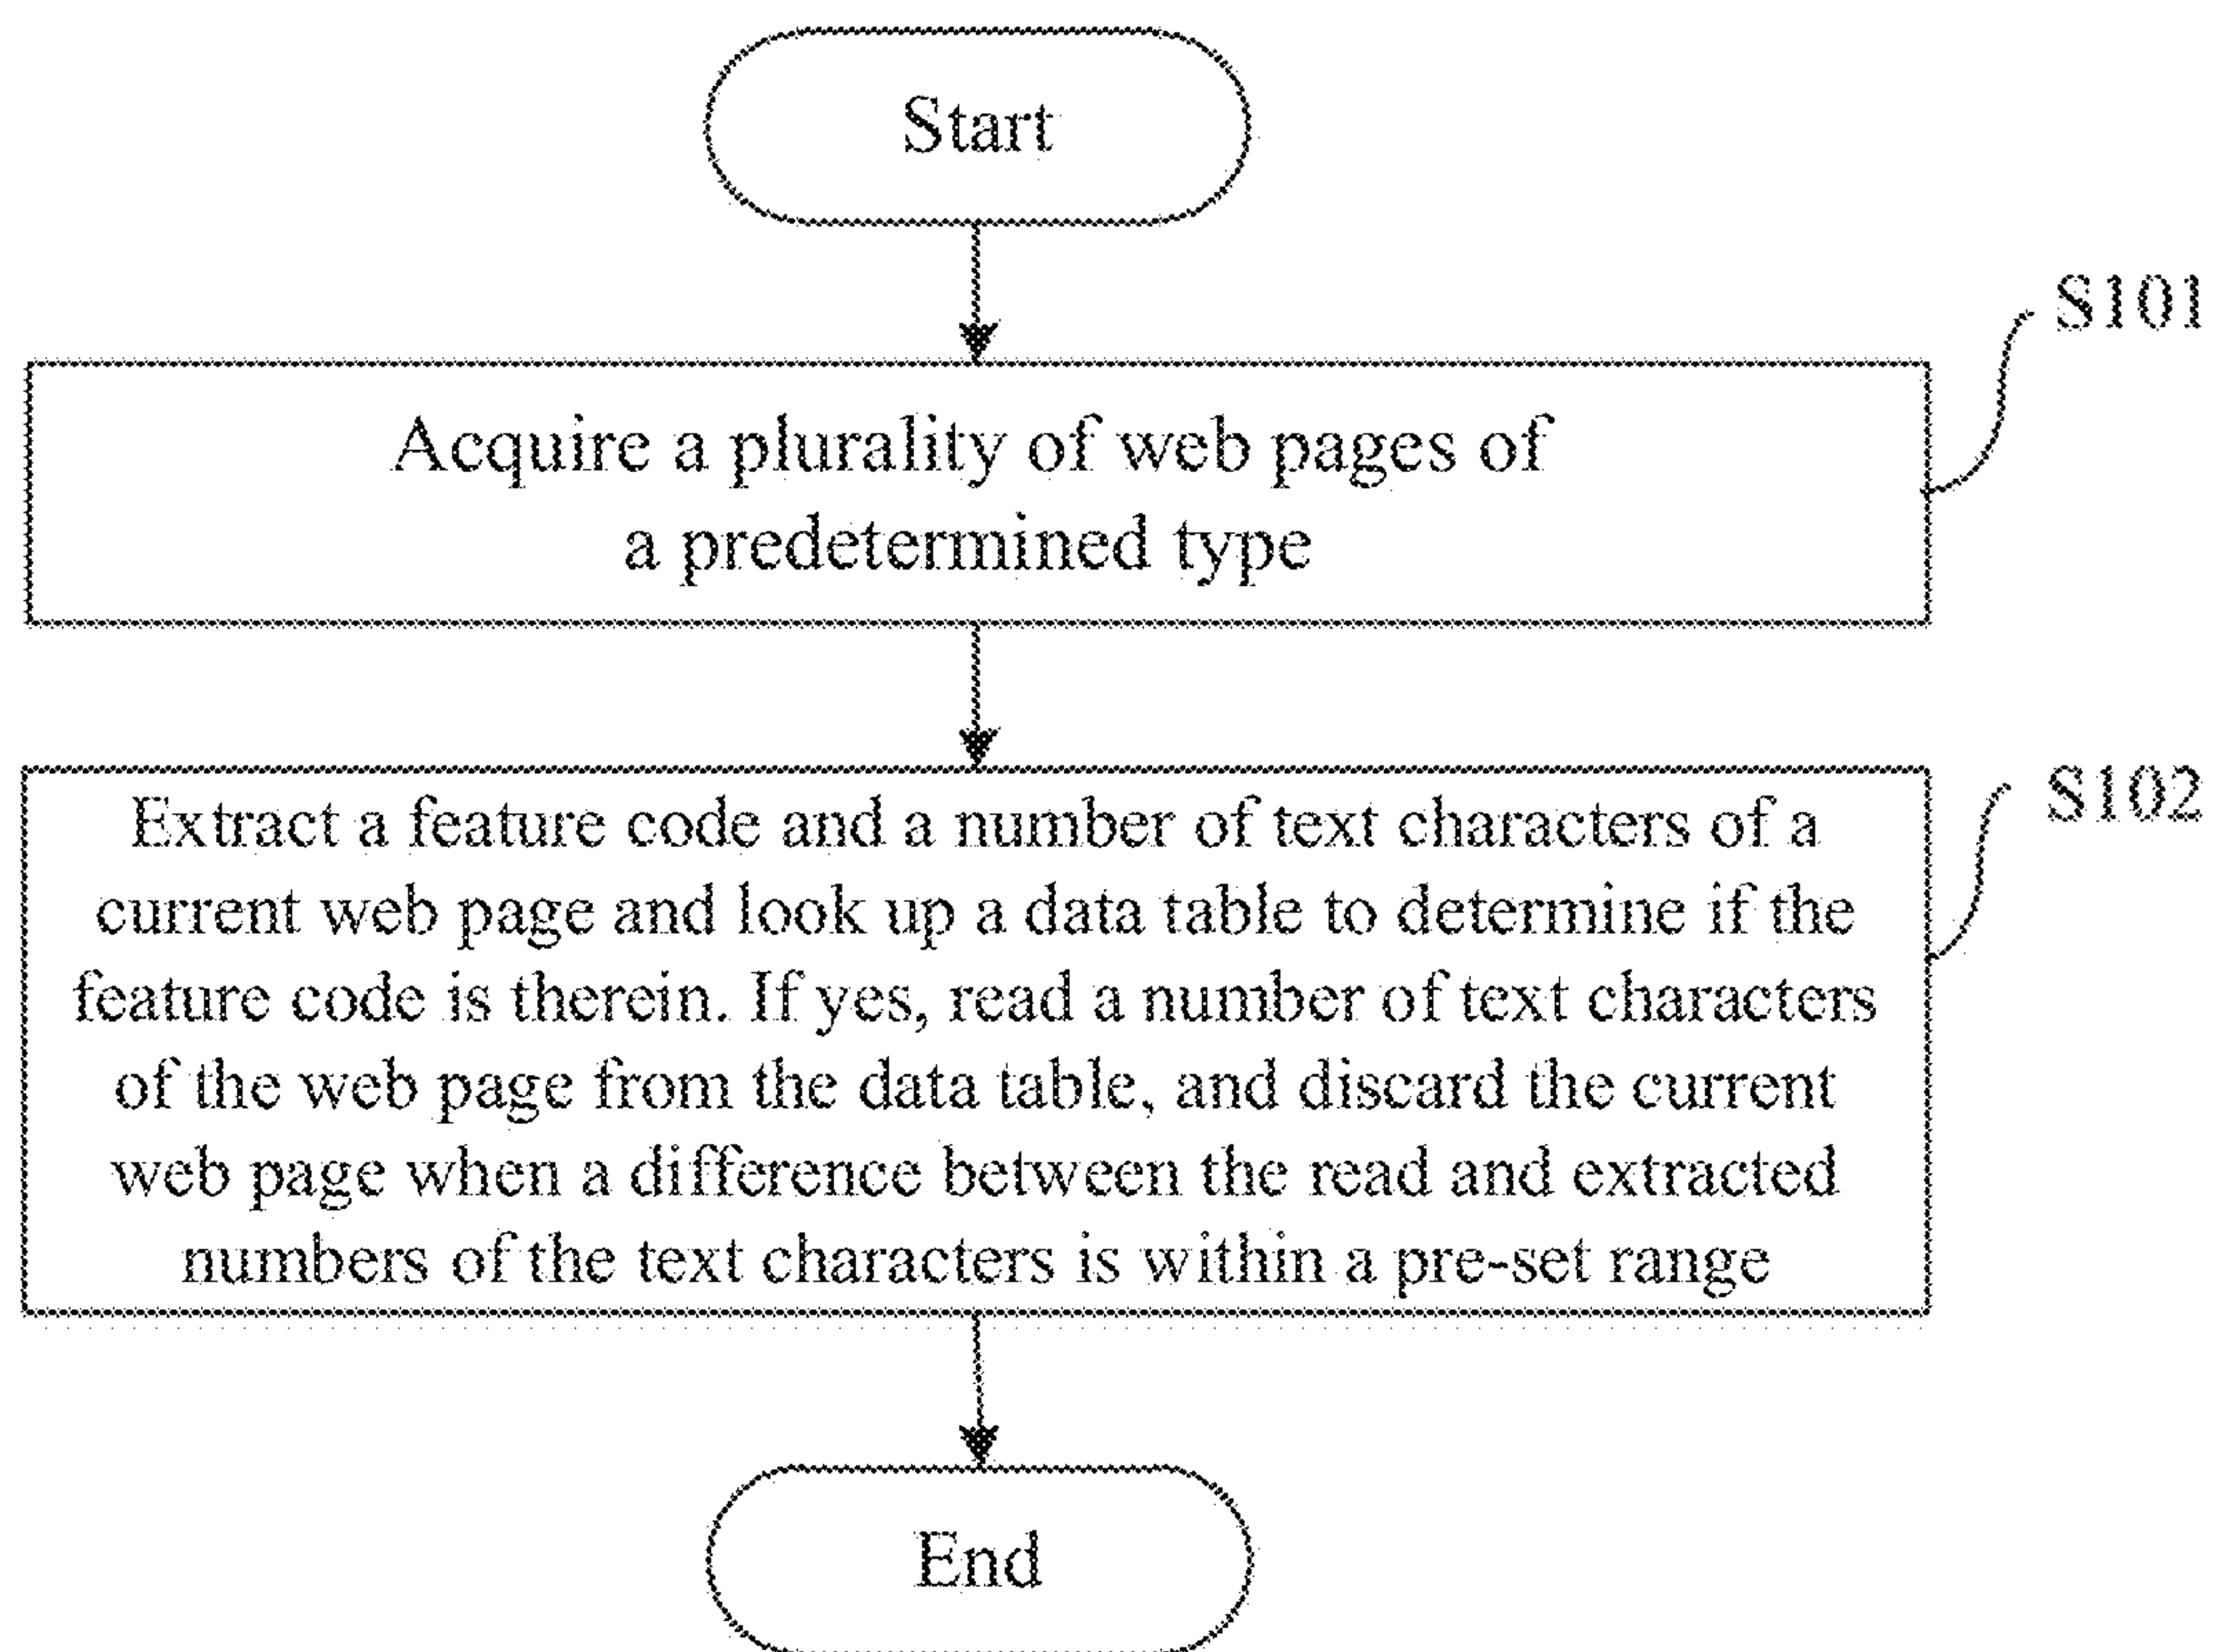 Start
S101
Acquire a plurality of web pages of
a predetermined type
S102
Extract a feature code and a number of text characters of a
current web page and look up a data table to determine if the
feature code is therein. If yes, read a number of text characters
of the web page from the data table, and discard the current
web page when a difference between the read and extracted
numbers of the text characters is within a pre-set range
End